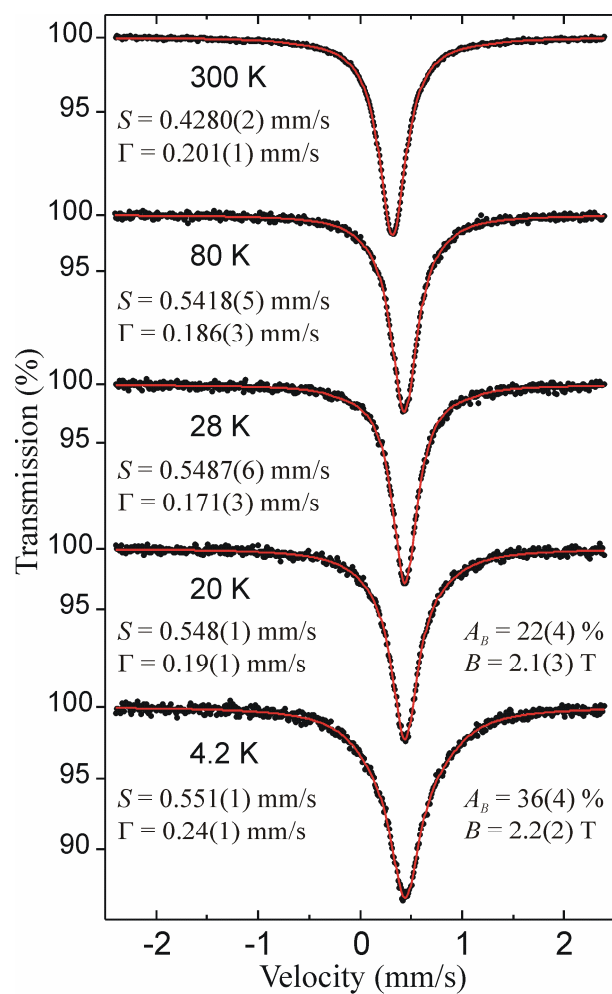 100
95
300 K
S = 0.4280(2) mm/s
Γ = 0.201(1) mm/s
100
95
80 K
S = 0.5418(5) mm/s
Γ = 0.186(3) mm/s
100
95
28 K
S = 0.5487(6) mm/s
Γ = 0.171(3) mm/s
100
95
20 K
S = 0.548(1) mm/s
Γ = 0.19(1) mm/s
A_B = 22(4) %
B = 2.1(3) T
100
95
90
4.2 K
S = 0.551(1) mm/s
Γ = 0.24(1) mm/s
A_B = 36(4) %
B = 2.2(2) T
Transmission (%)
-2 -1 0 1 2
Velocity (mm/s)